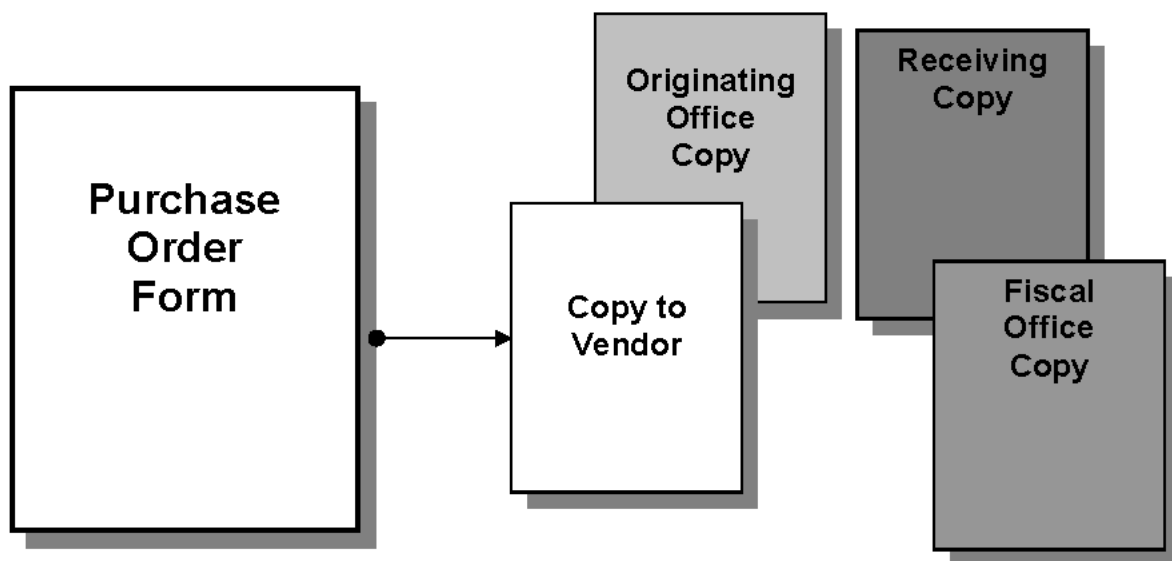 Purchase
Order
Form
Originating
Office
Copy
Copy to
Vendor
Receiving
Copy
Fiscal
Office
Copy